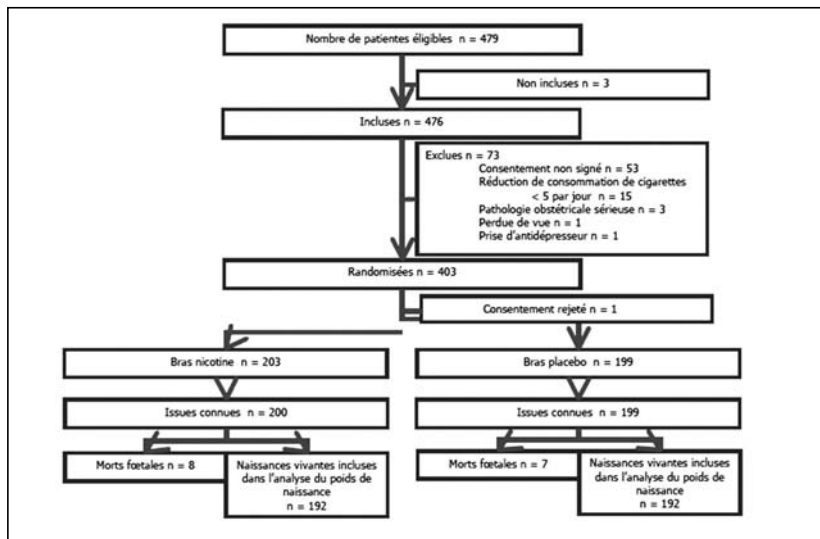 Nombre de patientes éligibles n = 479
Non incluses n = 3
Incluses n = 476
Exclues n = 73
Consentement non signé n = 53
Réduction de consommation de cigarettes
< 5 par jour n = 15
Pathologie obstétricale sérieuse n = 3
Perdue de vue n = 1
Prise d'antidépresseur n = 1
Randomisées n = 403
Consentement rejeté n = 1
Bras nicotine n = 203
Bras placebo n = 199
Issues connues n = 200
Issues connues n = 199
Morts fœtales n = 8
Naissances vivantes incluses
dans l'analyse du poids de
naissance
n = 192
Morts fœtales n = 7
Naissances vivantes incluses
dans l'analyse du poids de
naissance
n = 192